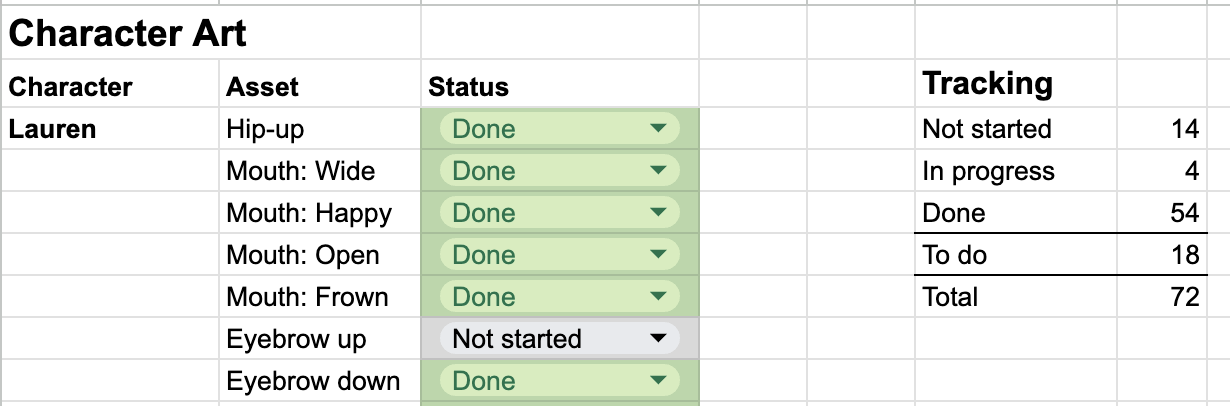 Character Art
Character Asset Status Tracking
Lauren Hip-up Done Not started 14
Mouth: Wide Done In progress 4
Mouth: Happy Done Done 54
Mouth: Open Done To do 18
Mouth: Frown Done Total 72
Eyebrow up Not started
Eyebrow down Done